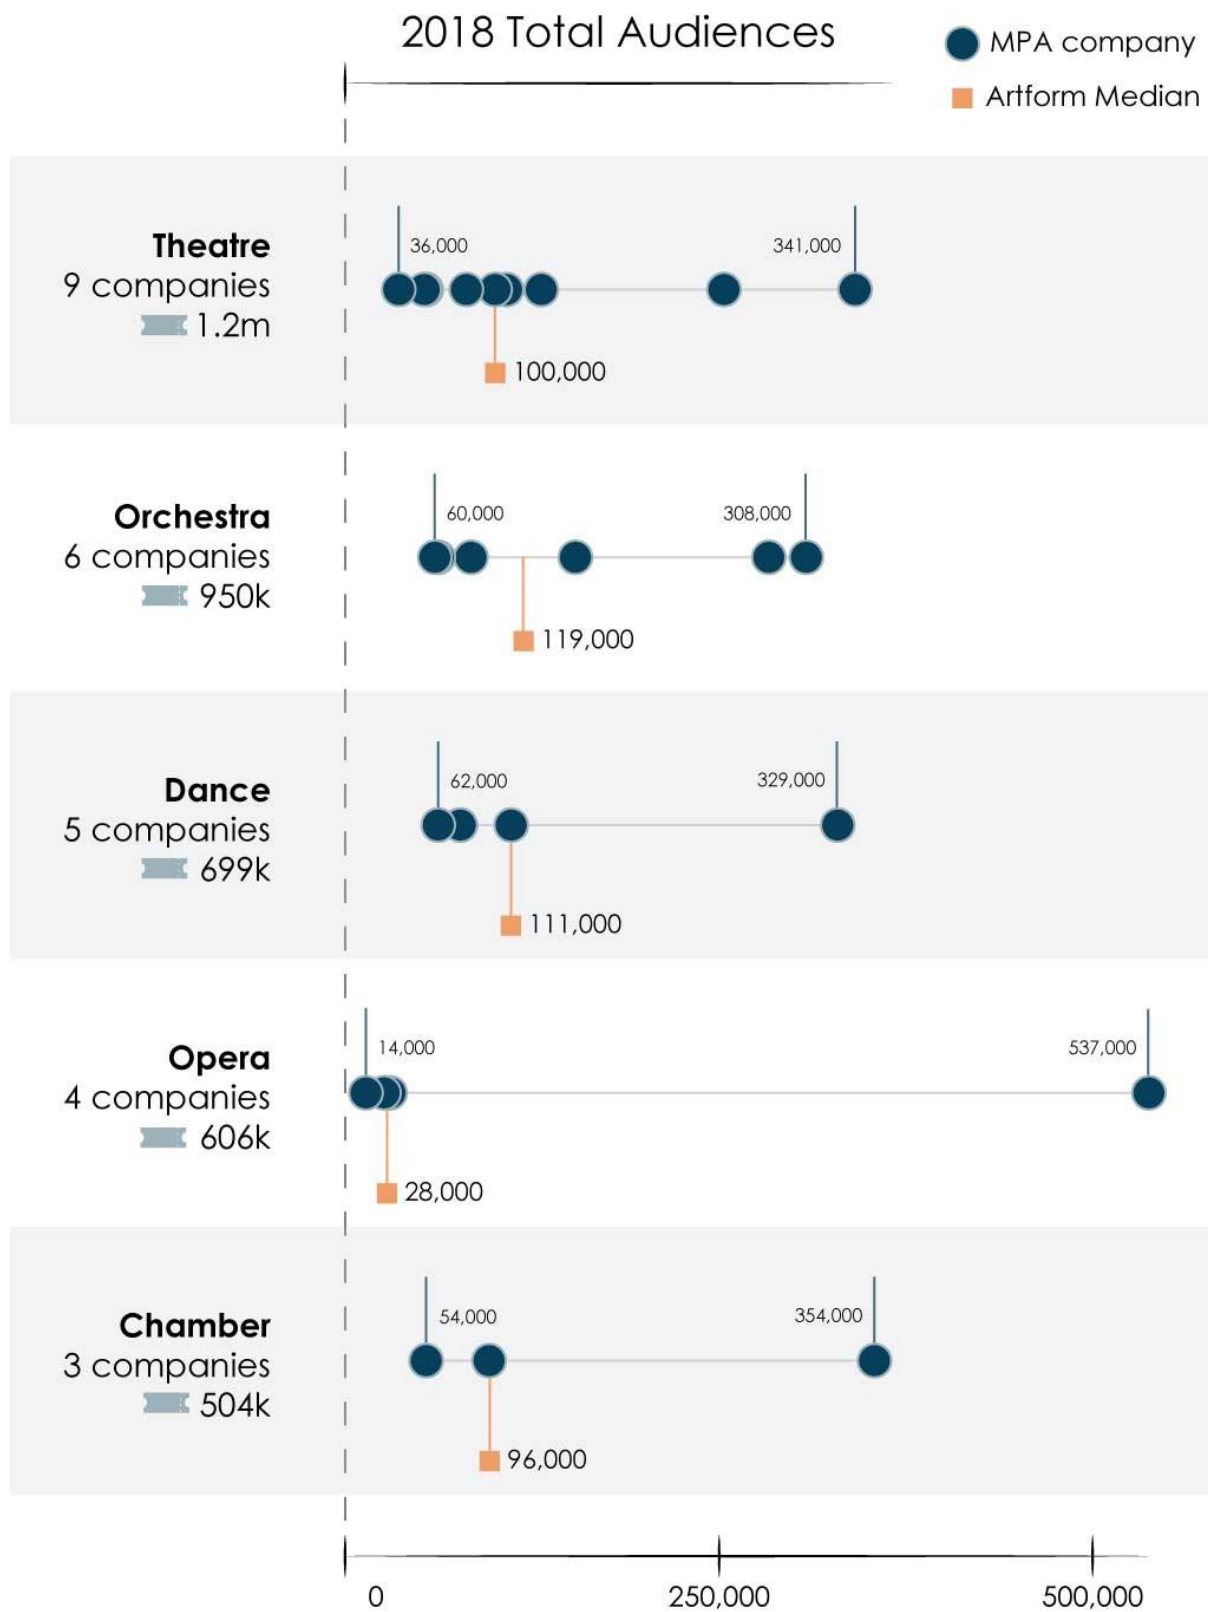 2018 Total Audiences
MPA company
Artform Median
Theatre
9 companies
1.2m
36,000
341,000
100,000
Orchestra
6 companies
950k
60,000
308,000
119,000
Dance
5 companies
699k
62,000
329,000
111,000
Opera
4 companies
606k
14,000
537,000
28,000
Chamber
3 companies
504k
54,000
354,000
96,000
0
250,000
500,000